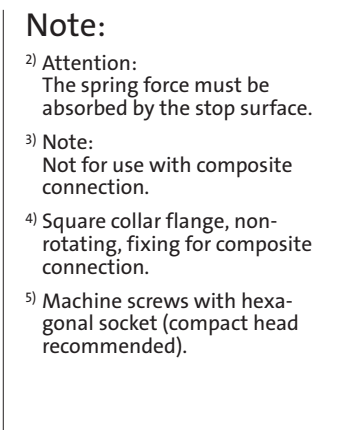 Note:
2) Attention:
The spring force must be
absorbed by the stop surface.
3) Note:
Not for use with composite
connection.
4) Square collar flange, non-
rotating, fixing for composite
connection.
5) Machine screws with hexa-
gonal socket (compact head
recommended).